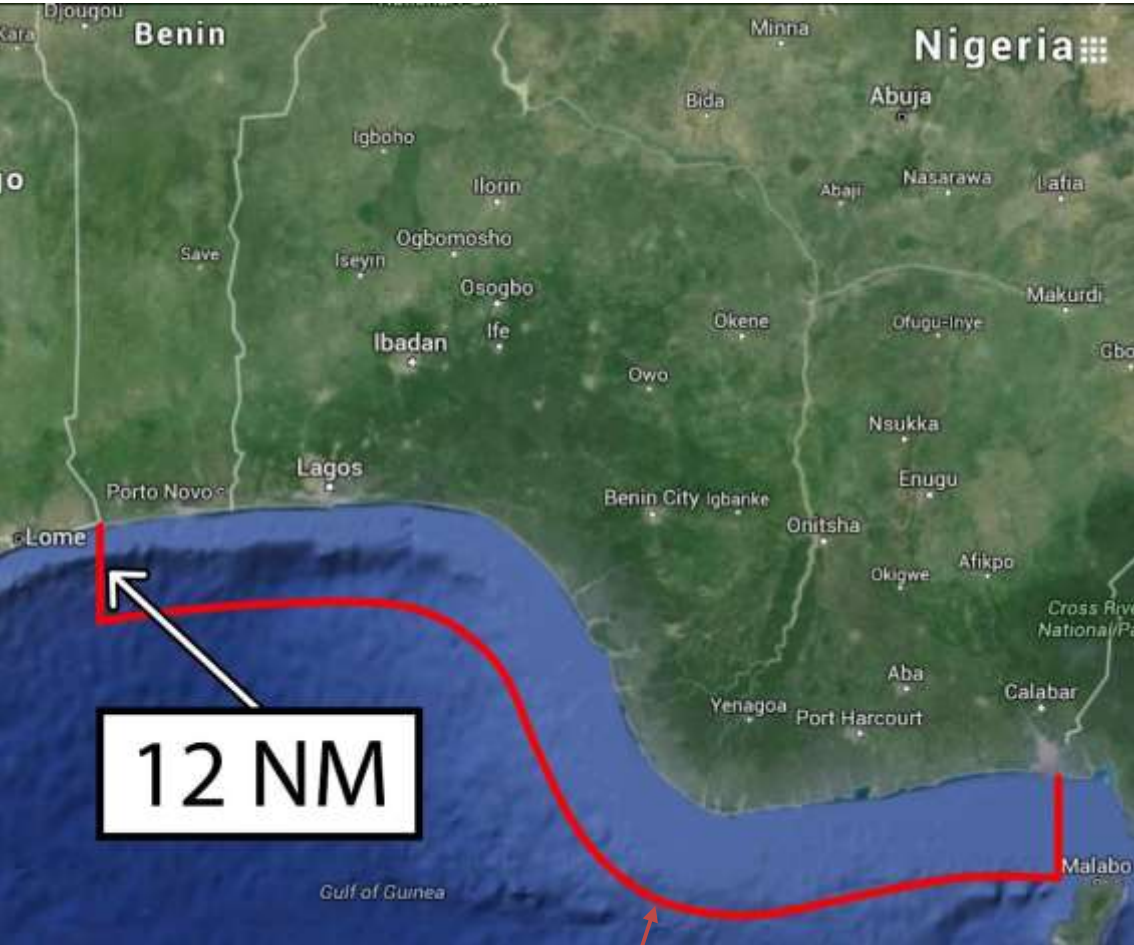 Djougou
Kara
Benin
Minna
Nigeria
Bida
Abuja
Igboho
Ilorin
Abaji
Nasarawa
Lafia
Save
Iseyin
Ogbomosho
Osogbo
Makurdi
Ibadan
Ife
Okene
Ofugu-Inye
Owo
Nsukka
Lagos
Enugu
Porto Novo
Benin City
Igbanke
Onitsha
Lome
Okigwe
Afikpo
Cross Rive
National Pa
Aba
Calabar
Yenagoa
Port Harcourt
12 NM
Malabo
Gulf of Guinea